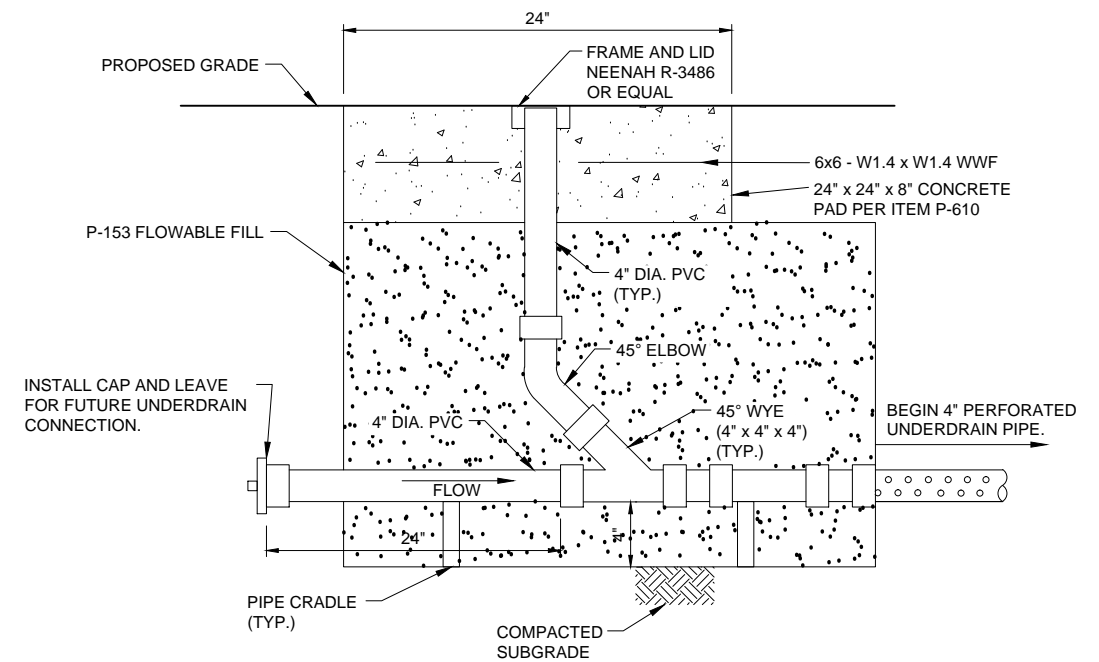 24"
PROPOSED GRADE
FRAME AND LID
NEENAH R-3486
OR EQUAL
6x6 - W1.4 x W1.4 WWF
24" x 24" x 8" CONCRETE
PAD PER ITEM P-610
P-153 FLOWABLE FILL
4" DIA. PVC
(TYP.)
45° ELBOW
INSTALL CAP AND LEAVE
FOR FUTURE UNDERDRAIN
CONNECTION.
4" DIA. PVC
45° WYE
(4" x 4" x 4")
(TYP.)
BEGIN 4" PERFORATED
UNDERDRAIN PIPE.
FLOW
24"
PIPE CRADLE
(TYP.)
COMPACTED
SUBGRADE